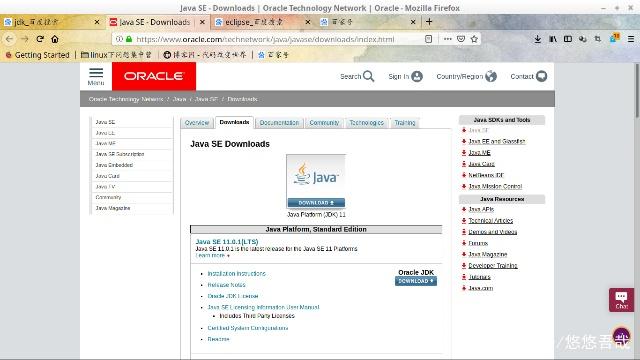 Java SE - Downloads | Oracle Technology Network | Oracle - Mozilla Firefox
jdk_百度搜索
Java SE - Downloads |
eclipse_百度搜索
百家号
https://www.oracle.com/technetwork/java/javase/downloads/index.html
Getting Started
linux下问题集中营
博客园 - 代码改变世界
百家号
Menu
ORACLE
Search
Sign In
Country/Region
Contact
Oracle Technology Network / Java / Java SE / Downloads
Java SE
Java EE
Java ME
Java SE Subscription
Java Embedded
Java Card
Java TV
Community
Java Magazine
Overview
Downloads
Documentation
Community
Technologies
Training
Java SE Downloads
Java
DOWNLOAD
Java Platform (JDK) 11
Java Platform, Standard Edition
Java SE 11.0.1(LTS)
Java SE 11.0.1 is the latest release for the Java SE 11 Platforms
Learn more
Installation Instructions
Release Notes
Oracle JDK License
Java SE Licensing Information User Manual
Includes Third Party Licenses
Certified System Configurations
Readme
Oracle JDK
DOWNLOAD
Java SDKs and Tools
Java SE
Java EE and Glassfish
Java ME
Java Card
NetBeans IDE
Java Mission Control
Java Resources
Java APIs
Technical Articles
Demos and Videos
Forums
Java Magazine
Developer Training
Tutorials
Java.com
Chat
/悠悠吾哉